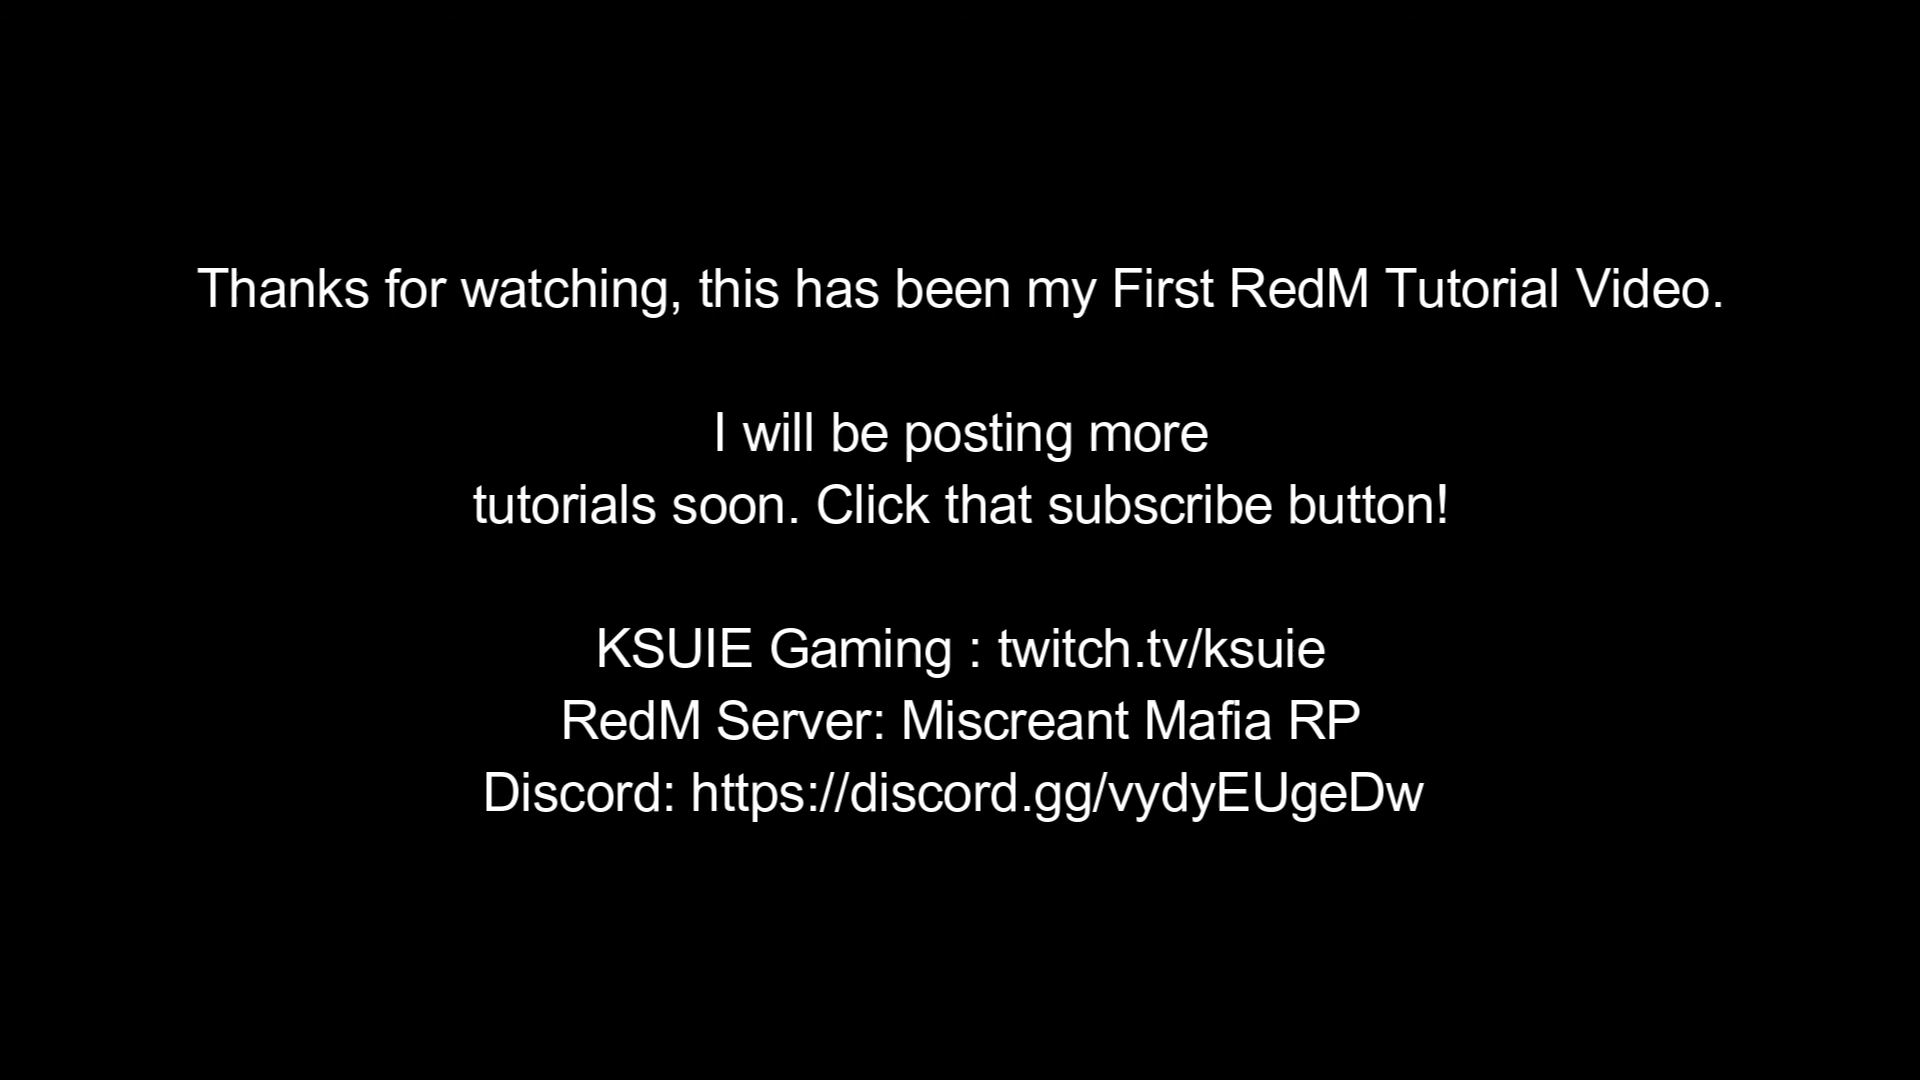 Thanks for watching, this has been my First RedM Tutorial Video.
I will be posting more
tutorials soon. Click that subscribe button!
KSUIE Gaming : twitch.tv/ksuie
RedM Server: Miscreant Mafia RP
Discord: https://discord.gg/vydyEUgeDw